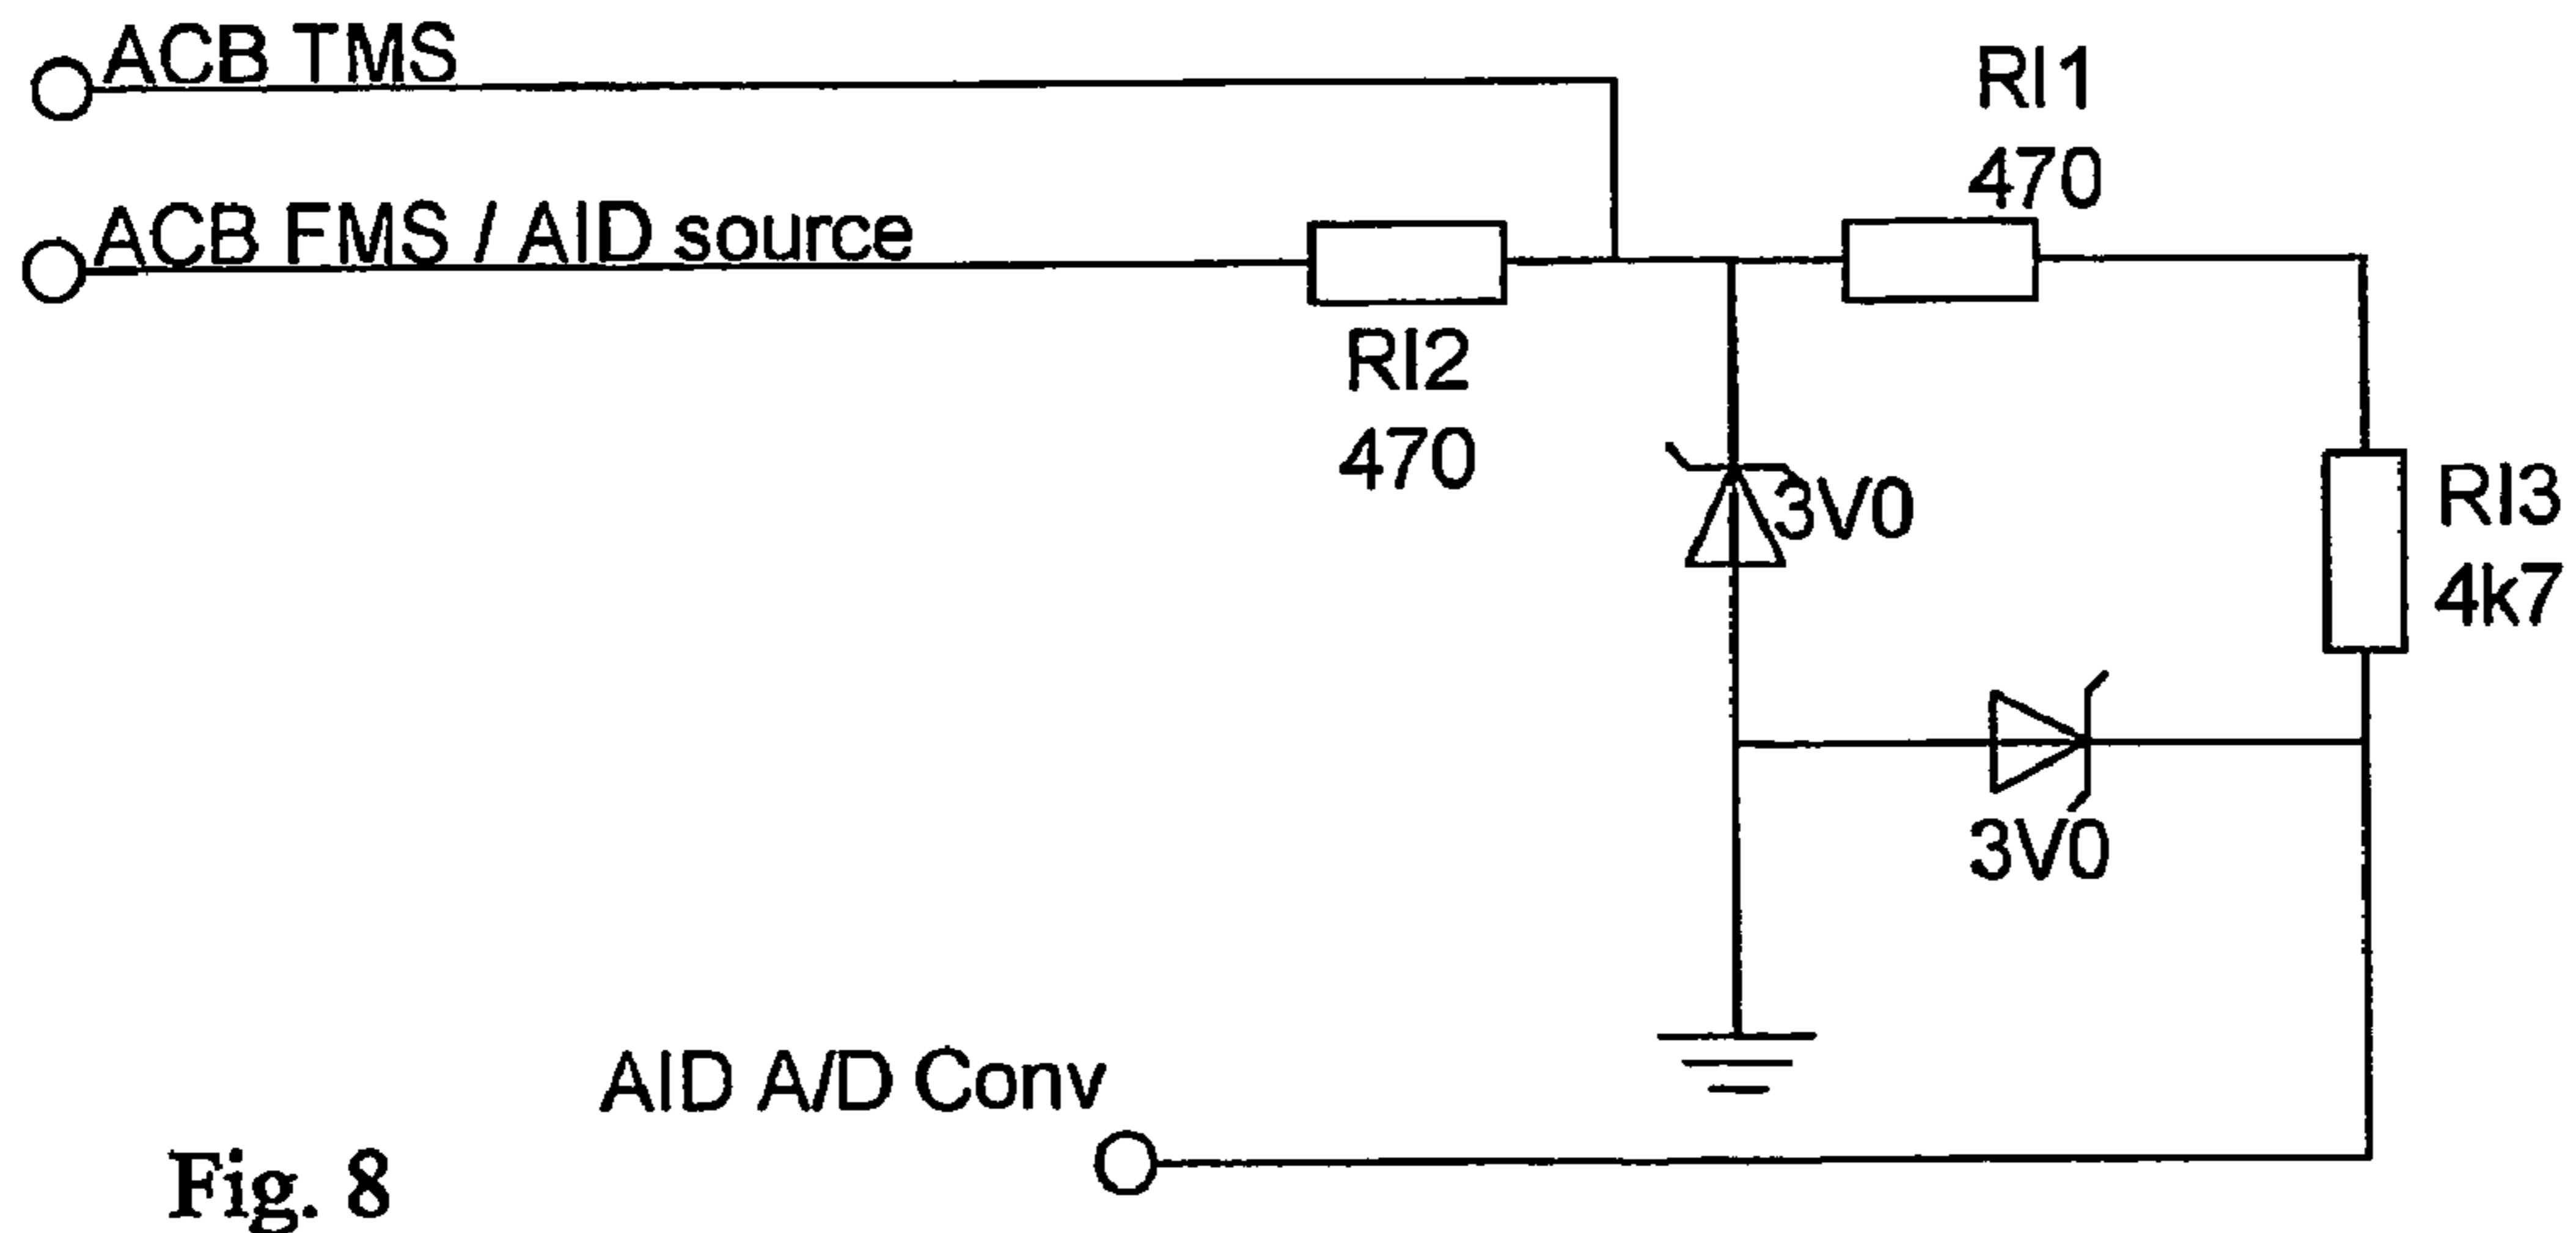 ACB TMS
RI1
470
ACB FMS / AID source
RI2
470
3V0
RI3
4k7
3V0
AID A/D Conv
Fig. 8